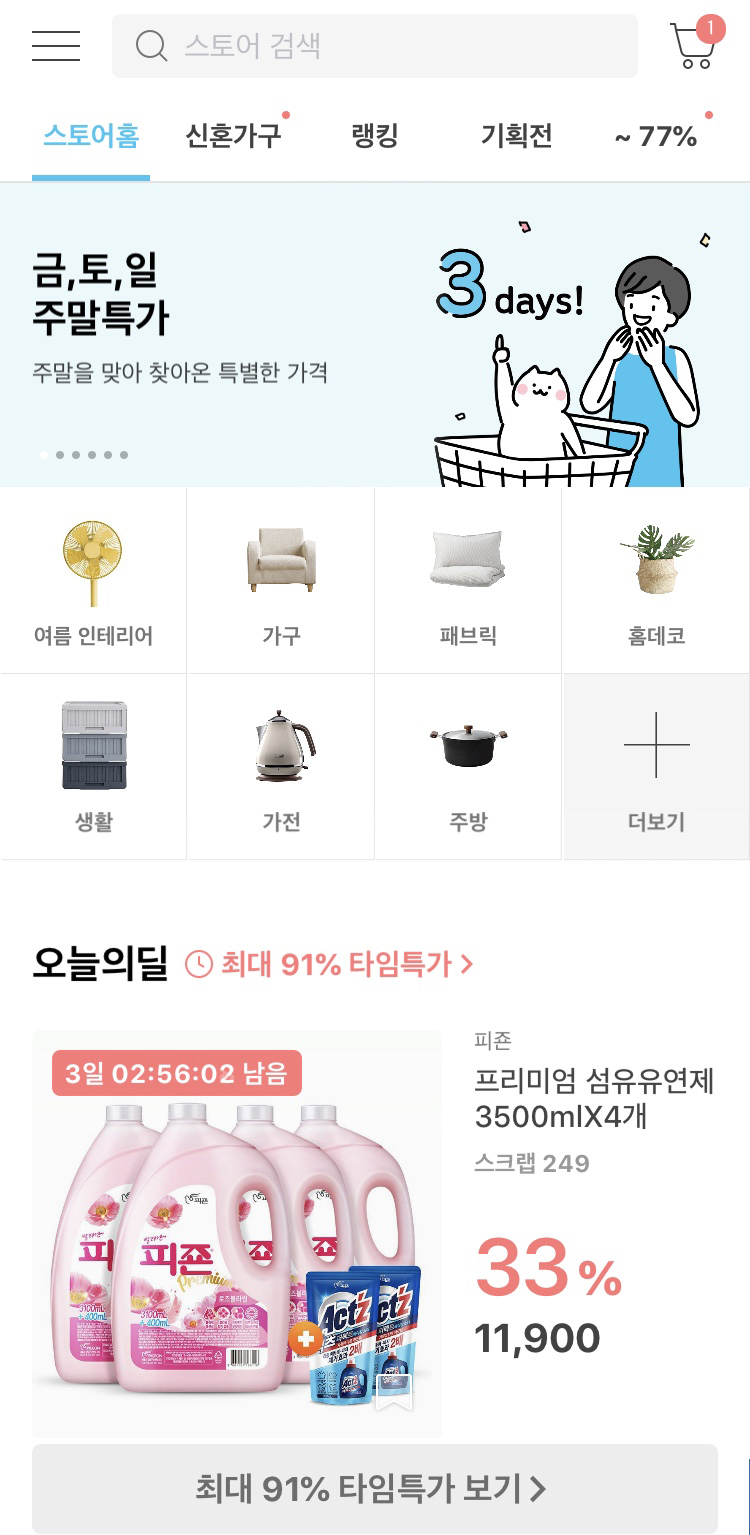 스토어 검색
1
스토어홈 신혼가구 랭킹 기획전 ~ 77%
금,토,일
주말특가
주말을 맞아 찾아온 특별한 가격
3 days!
여름 인테리어 가구 패브릭 홈데코
생활 가전 주방 더보기
오늘의딜 최대 91% 타임특가 >
3일 02:56:02 남음
피죤
프리미엄 섬유유연제
3500mlX4개
스크랩 249
33%
11,900
피죤
Premium
3100mL
+400mL
Act'z
2배
최대 91% 타임특가 보기 >